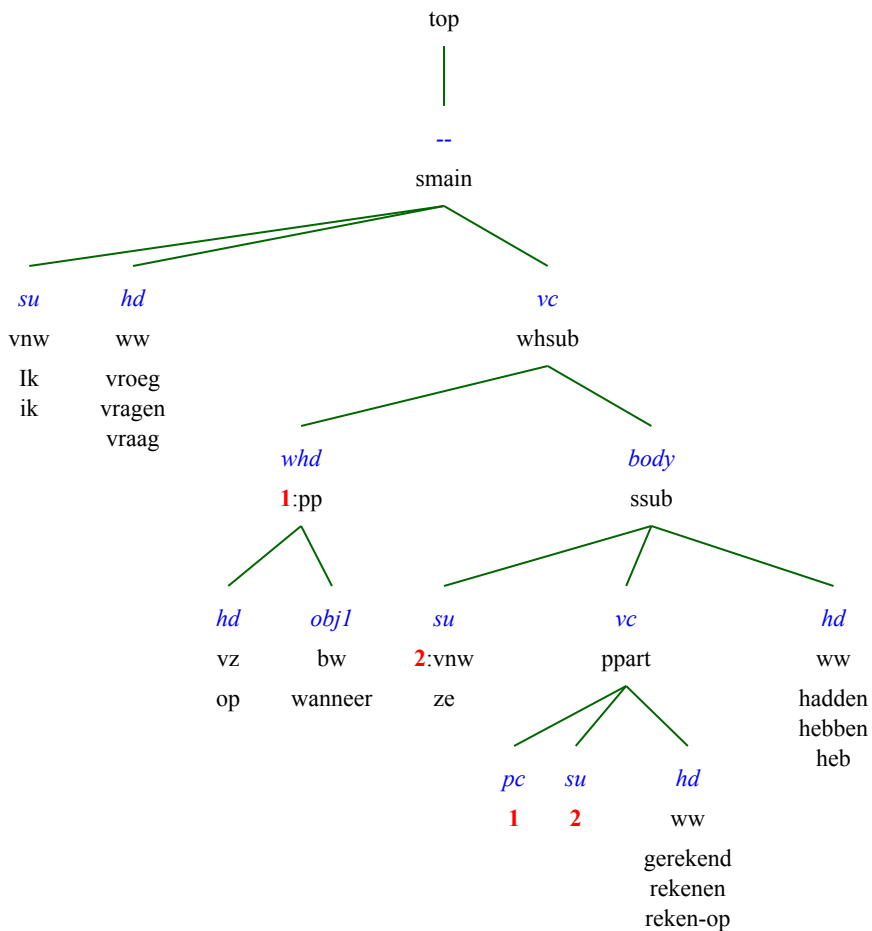 top
--
smain
su hd vc
vnw ww whsub
Ik vroeg
ik vragen
vraag
whd body
1:pp ssub
hd obj1 su vc hd
vz bw 2:vnw ppart ww
op wanneer ze hadden
hebben
heb
pc su hd
1 2 ww
gerekend
rekenen
reken-op